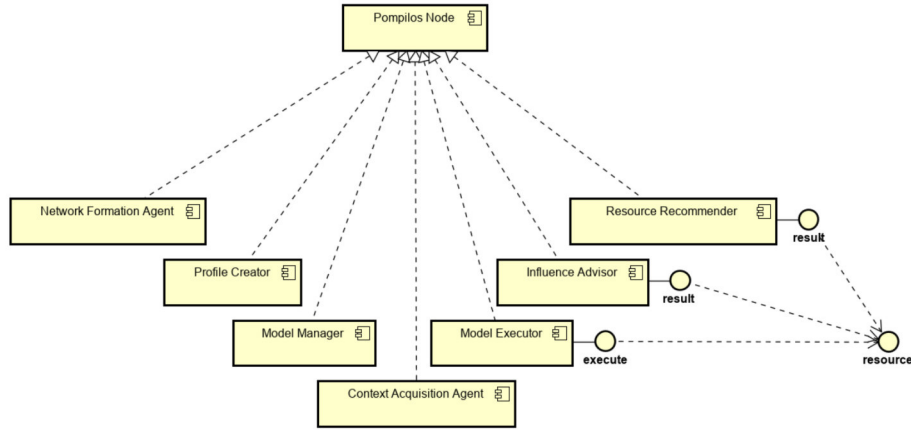 Pompilos Node
Network Formation Agent
Resource Recommender
result
Profile Creator
Influence Advisor
result
Model Manager
Model Executor
execute
resource
Context Acquisition Agent